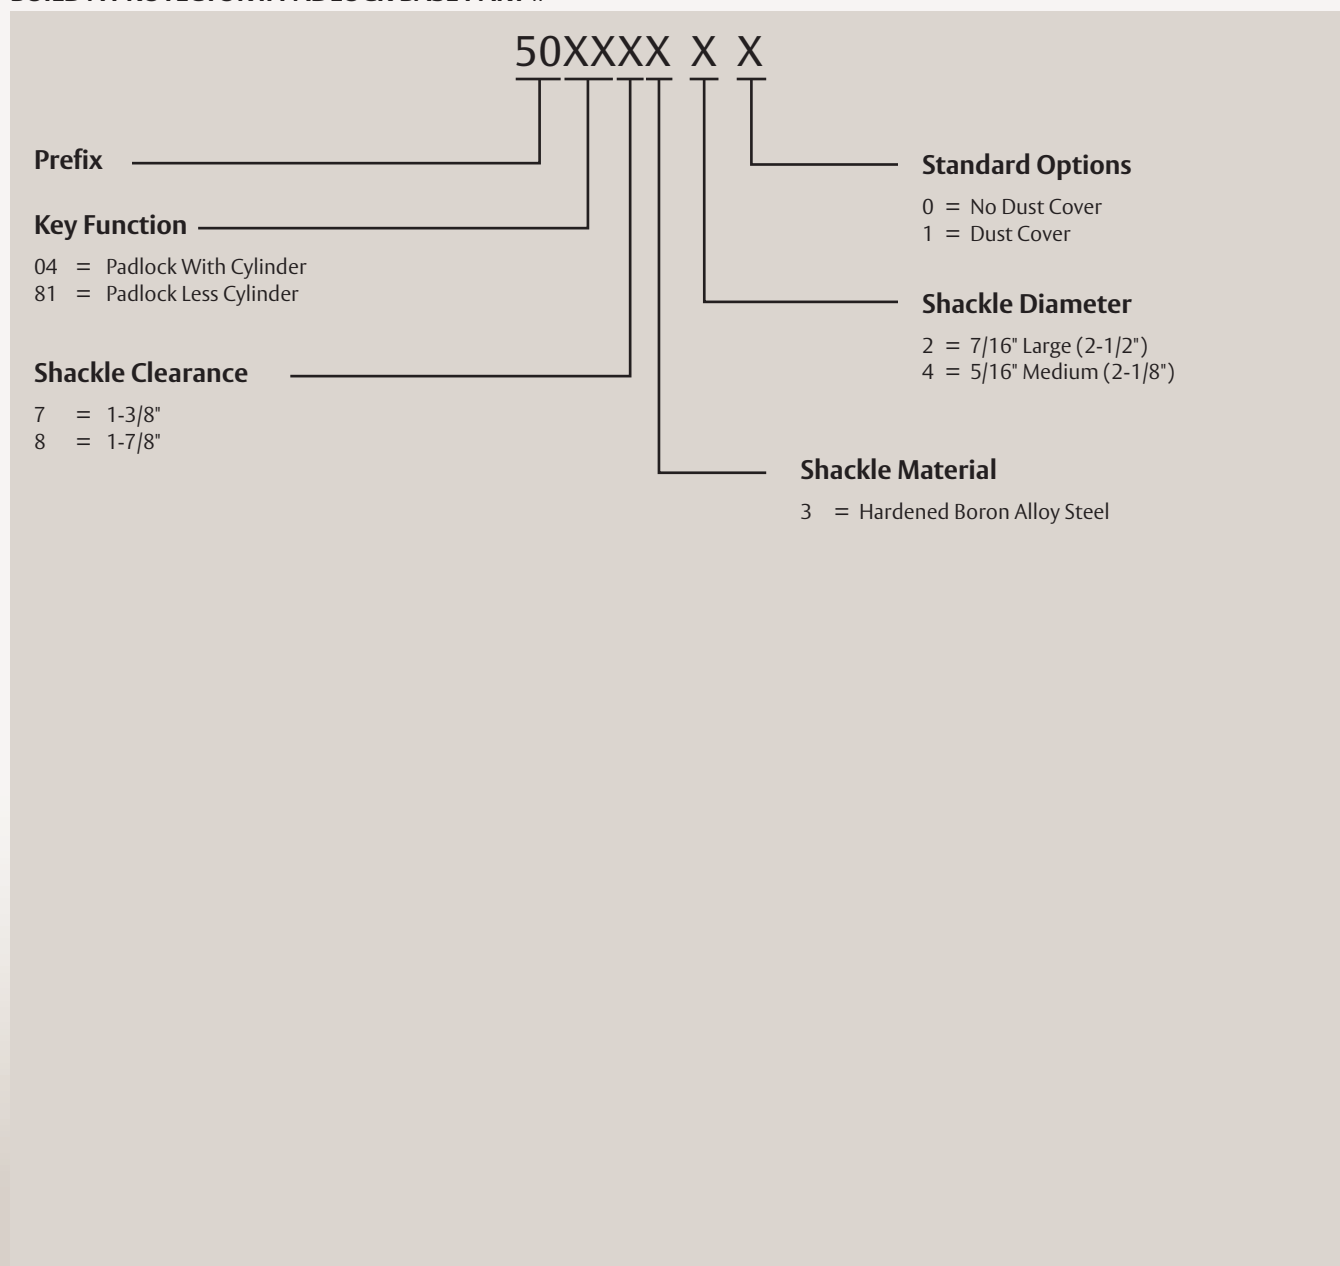 50XXXX X X
Prefix
Key Function
04 = Padlock With Cylinder
81 = Padlock Less Cylinder
Shackle Clearance
7 = 1-3/8"
8 = 1-7/8"
Standard Options
0 = No Dust Cover
1 = Dust Cover
Shackle Diameter
2 = 7/16" Large (2-1/2")
4 = 5/16" Medium (2-1/8")
Shackle Material
3 = Hardened Boron Alloy Steel